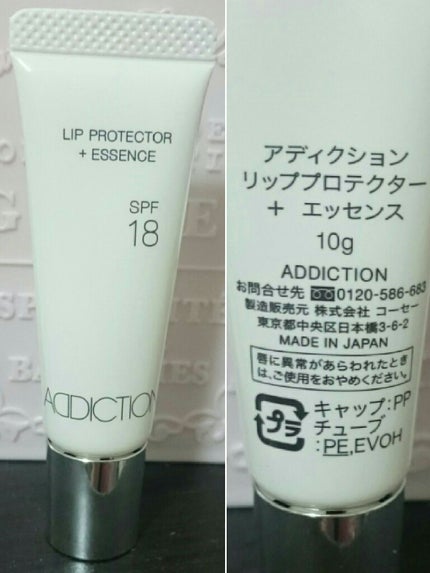 LIP PROTECTOR
+ ESSENCE
SPF
18
ADDICTION
アディクション
リッププロテクター
+ エッセンス
10g
ADDICTION
お問合せ先 0120-586-683
製造販売元 株式会社 コーセー
東京都中央区日本橋3-6-2
MADE IN JAPAN
唇に異常があらわれたとき
は、ご使用をおやめください。
プラ
キャップ:PP
チューブ
:PE,EVOH